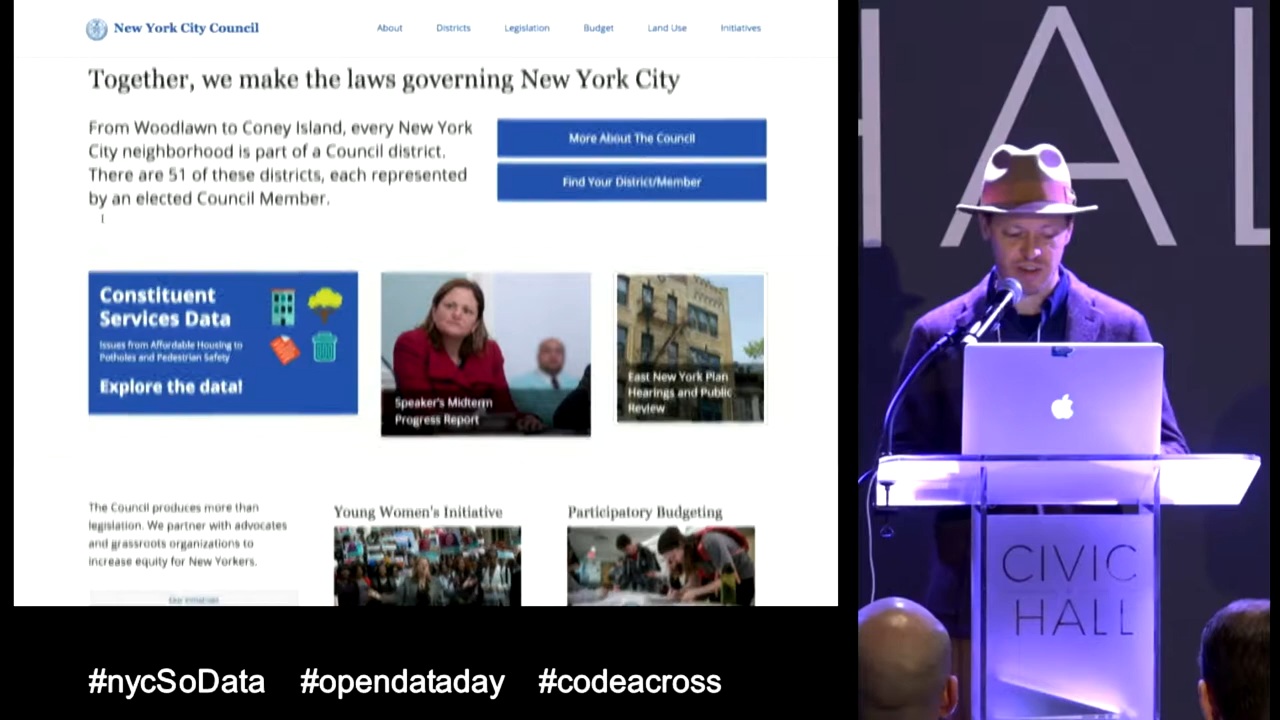 New York City Council
About Districts Legislation Budget Land Use Initiatives
Together, we make the laws governing New York City
From Woodlawn to Coney Island, every New York
City neighborhood is part of a Council district.
There are 51 of these districts, each represented
by an elected Council Member.
More About The Council
Find Your District/Member
Constituent
Services Data
Issues from Affordable Housing to
Potholes and Pedestrian Safety
Explore the data!
Speaker's Midterm
Progress Report
East New York Plan
Hearings and Public
Review
The Council produces more than
legislation. We partner with advocates
and grassroots organizations to
increase equity for New Yorkers.
Our Initiatives
Young Women's Initiative
Participatory Budgeting
#nycSoData #opendataday #codeacross
HAL
CIVIC
HALL